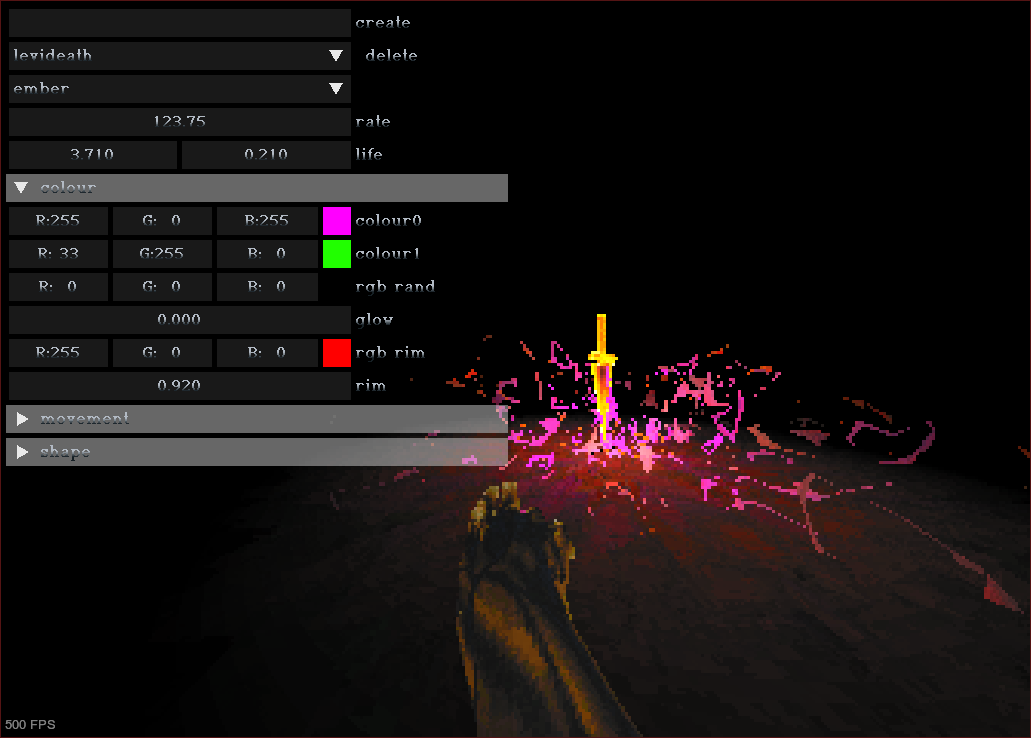 create
levideath delete
ember
123.75 rate
3.710 0.210 life
colour
R:255 G: 0 B:255 colour0
R: 33 G:255 B: 0 colour1
R: 0 G: 0 B: 0 rgb rand
0.000 glow
R:255 G: 0 B: 0 rgb rim
0.920 rim
movement
shape
500 FPS